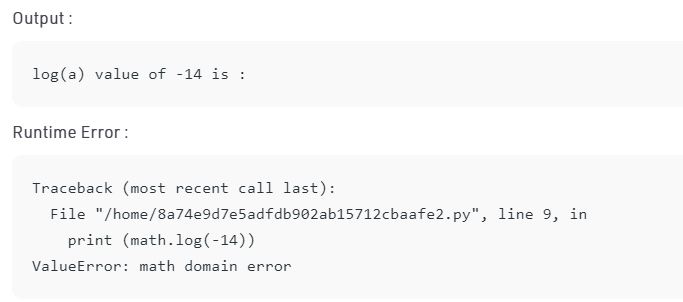 Output :
log(a) value of -14 is :
Runtime Error :
Traceback (most recent call last):
File "/home/8a74e9d7e5adfdb902ab15712cbaafe2.py", line 9, in
print (math.log(-14))
ValueError: math domain error